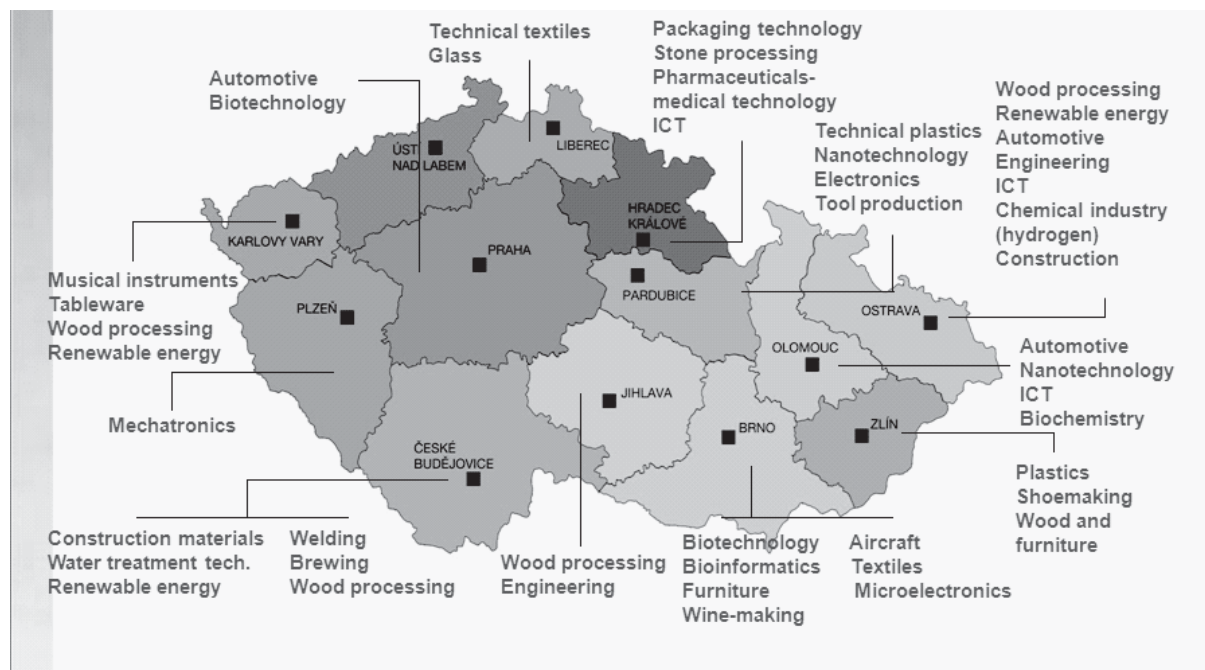 Technical textiles
Glass
Packaging technology
Stone processing
Pharmaceuticals-
medical technology
ICT
Automotive
Biotechnology
Wood processing
Renewable energy
Automotive
Engineering
ICT
Chemical industry
(hydrogen)
Construction
Technical plastics
Nanotechnology
Electronics
Tool production
ÚSTÍ
NAD LABEM
LIBEREC
HRADEC
KRÁLOVÉ
KARLOVY VARY
PRAHA
PARDUBICE
PLZEŇ
OSTRAVA
OLOMOUC
JIHLAVA
BRNO
ZLÍN
ČESKÉ
BUDĚJOVICE
Musical instruments
Tableware
Wood processing
Renewable energy
Mechatronics
Automotive
Nanotechnology
ICT
Biochemistry
Plastics
Shoemaking
Wood and
furniture
Construction materials
Water treatment tech.
Renewable energy
Welding
Brewing
Wood processing
Wood processing
Engineering
Biotechnology
Bioinformatics
Furniture
Wine-making
Aircraft
Textiles
Microelectronics